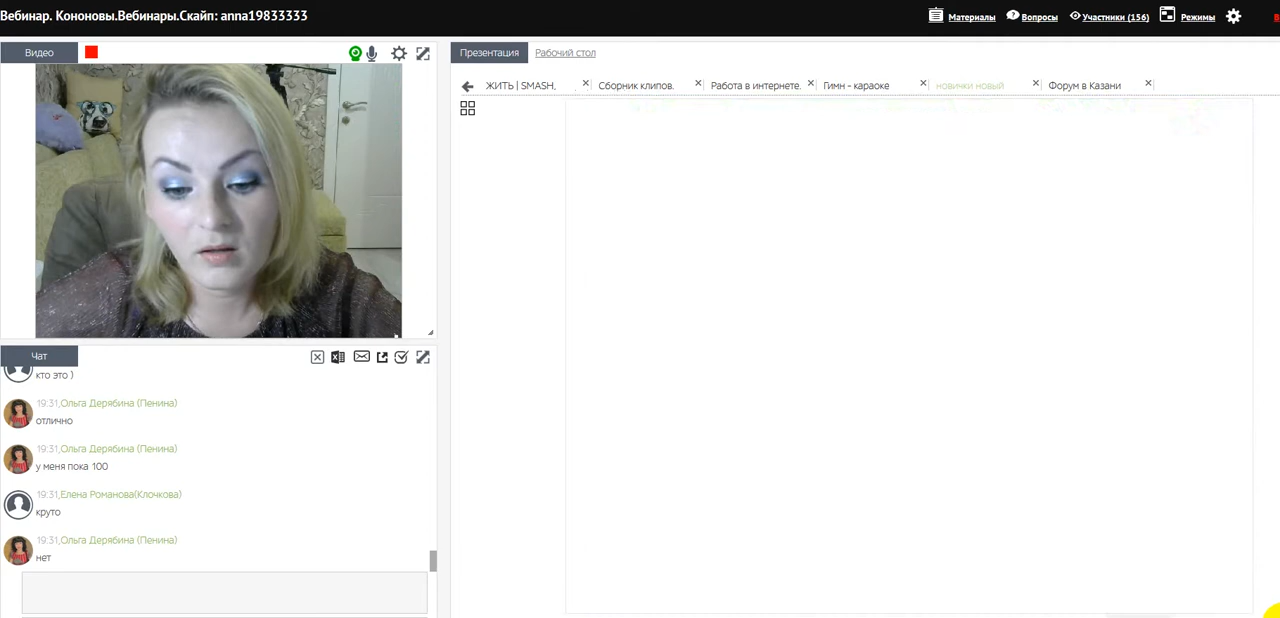 Вебинар. Кононовы.Вебинары.Скайп: anna19833333
Материалы
Вопросы
Участники (156)
Режимы
Видео
Презентация
Рабочий стол
ЖИТЬ | SMASH,
Сборник клипов.
Работа в интернете.
Гимн - караоке
новички новый
Форум в Казани
Чат
кто это )
19:31,Ольга Дерябина (Пенина)
отлично
19:31,Ольга Дерябина (Пенина)
у меня пока 100
19:31,Елена Романова(Клочкова)
круто
19:31,Ольга Дерябина (Пенина)
нет